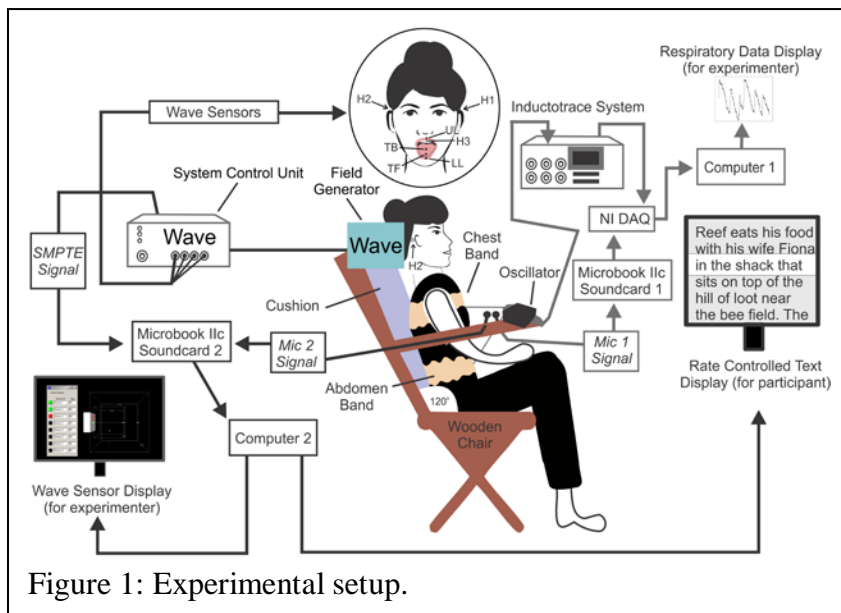 Respiratory Data Display
(for experimenter)
Wave Sensors
H2
H1
UL
H3
TB
TF
LL
Inductotrace System
Computer 1
System Control Unit
Field
Generator
Wave
Wave
SMPTE
Signal
NI DAQ
H2
Chest
Band
Oscillator
Microbook IIc
Soundcard 1
Reef eats his food
with his wife Fiona
in the shack that
sits on top of the
hill of loot near
the bee field. The
Cushion
Microbook IIc
Soundcard 2
Mic 2
Signal
Mic 1
Signal
Abdomen
Band
Rate Controlled Text
Display (for participant)
120°
Wooden
Chair
Computer 2
Wave Sensor Display
(for experimenter)
Figure 1: Experimental setup.